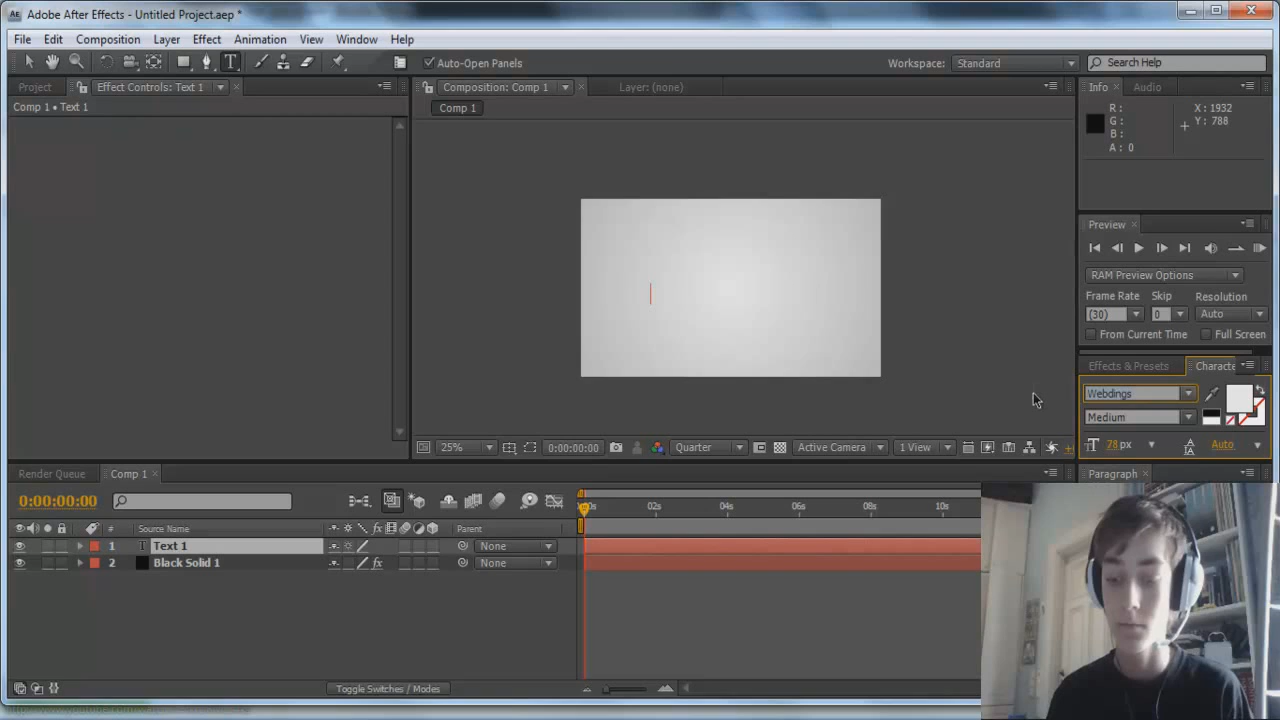 Adobe After Effects - Untitled Project.aep *
File Edit Composition Layer Effect Animation View Window Help
T Auto-Open Panels Workspace: Standard Search Help
Project Effect Controls: Text 1 Composition: Comp 1 Layer: (none) Info Audio
Comp 1 • Text 1
Comp 1
R : X : 1932
G : Y : 788
B :
A : 0
Preview
RAM Preview Options
Frame Rate Skip Resolution
(30) 0 Auto
From Current Time Full Screen
Effects & Presets Characte
Webdings
Medium
78 px Auto
25% 0:00:00:00 Quarter Active Camera 1 View
Render Queue Comp 1 Paragraph
0:00:00:00
02s 04s 06s 08s 10s
# Source Name fx Parent
1 T Text 1 None
2 Black Solid 1 fx None
Toggle Switches / Modes